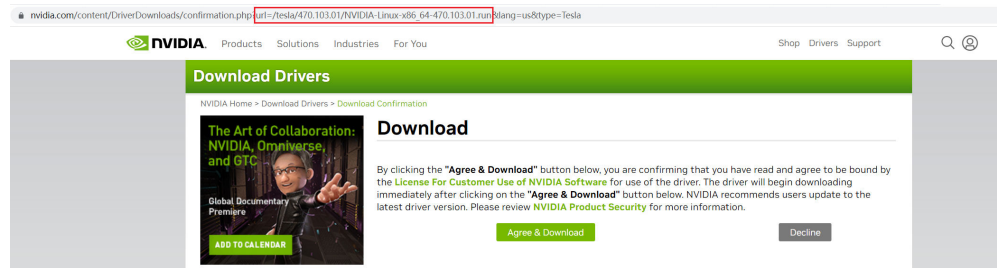 nvidia.com/content/DriverDownloads/confirmation.php?url=/tesla/470.103.01/NVIDIA-Linux-x86_64-470.103.01.run&lang=us&type=Tesla
NVIDIA. Products Solutions Industries For You Shop Drivers Support
Download Drivers
NVIDIA Home > Download Drivers > Download Confirmation
The Art of Collaboration:
NVIDIA, Omniverse,
and GTC
Global Documentary
Premiere
ADD TO CALENDAR
Download
By clicking the "Agree & Download" button below, you are confirming that you have read and agree to be bound by
the License For Customer Use of NVIDIA Software for use of the driver. The driver will begin downloading
immediately after clicking on the "Agree & Download" button below. NVIDIA recommends users update to the
latest driver version. Please review NVIDIA Product Security for more information.
Agree & Download Decline